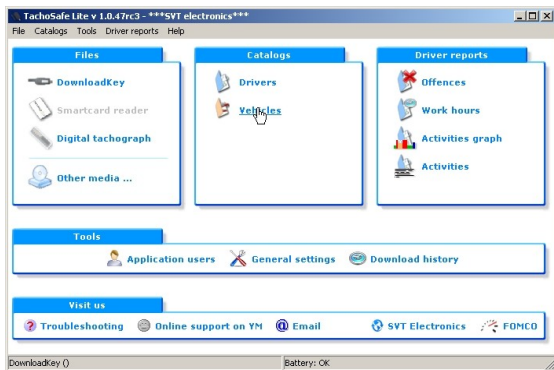 TachoSafe Lite v 1.0.47rc3 - ***SVT electronics***
File Catalogs Tools Driver reports Help
Files
DownloadKey
Smartcard reader
Digital tachograph
Other media ...
Catalogs
Drivers
Vehicles
Driver reports
Offences
Work hours
Activities graph
Activities
Tools
Application users General settings Download history
Visit us
Troubleshooting Online support on YM Email SVT Electronics FOMCO
DownloadKey () Battery: OK